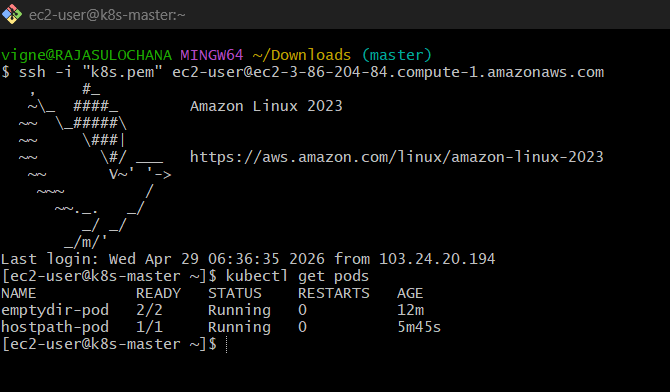 ec2-user@k8s-master:~
vigne@RAJASULOCHANA MINGW64 ~/Downloads (master)
$ ssh -i "k8s.pem" ec2-user@ec2-3-86-204-84.compute-1.amazonaws.com
   ,     #_
   ~\_  ####_        Amazon Linux 2023
  ~~  \_#####\
  ~~     \###|
  ~~       \#/ ___   https://aws.amazon.com/linux/amazon-linux-2023
   ~~       V~' '->
    ~~~         /
      ~~._.   _/
         _/ _/
       _/m/'
Last login: Wed Apr 29 06:36:35 2026 from 103.24.20.194
[ec2-user@k8s-master ~]$ kubectl get pods
NAME           READY   STATUS    RESTARTS   AGE
emptydir-pod   2/2     Running   0          12m
hostpath-pod   1/1     Running   0          5m45s
[ec2-user@k8s-master ~]$